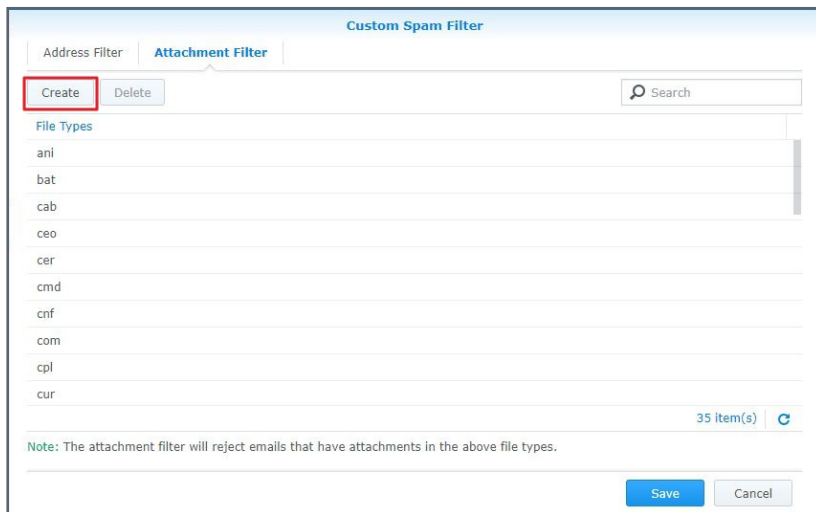 Custom Spam Filter
Address Filter Attachment Filter
Create Delete Search
File Types
ani
bat
cab
ceo
cer
cmd
cnf
com
cpl
cur
35 item(s)
Note: The attachment filter will reject emails that have attachments in the above file types.
Save Cancel